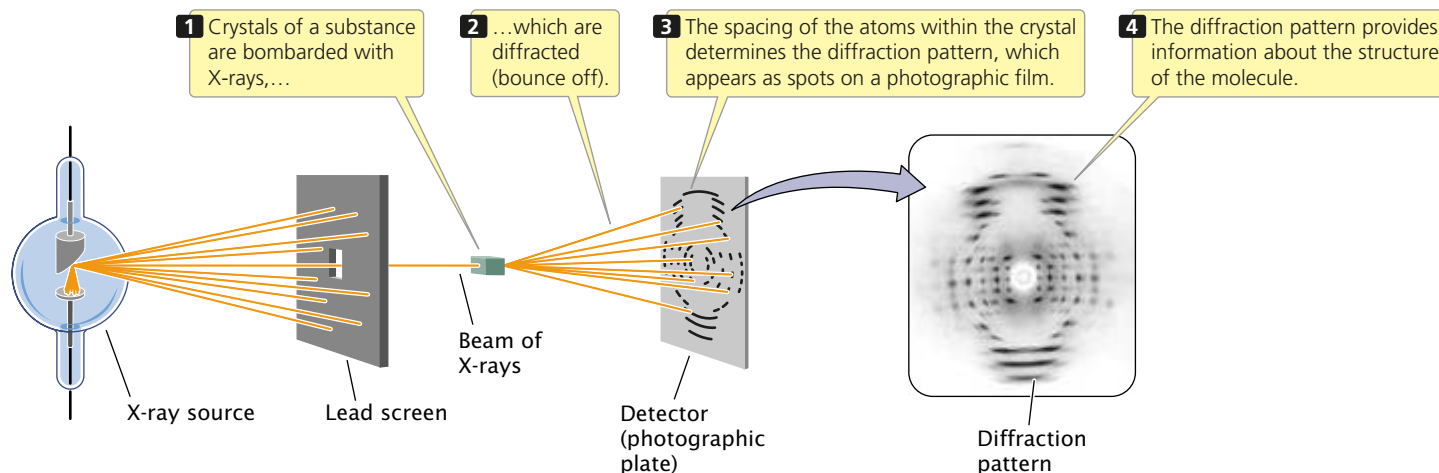 1 Crystals of a substance
are bombarded with
X-rays,…
2 …which are
diffracted
(bounce off).
3 The spacing of the atoms within the crystal
determines the diffraction pattern, which
appears as spots on a photographic film.
4 The diffraction pattern provides
information about the structure
of the molecule.
X-ray source
Lead screen
Beam of
X-rays
Detector
(photographic
plate)
Diffraction
pattern